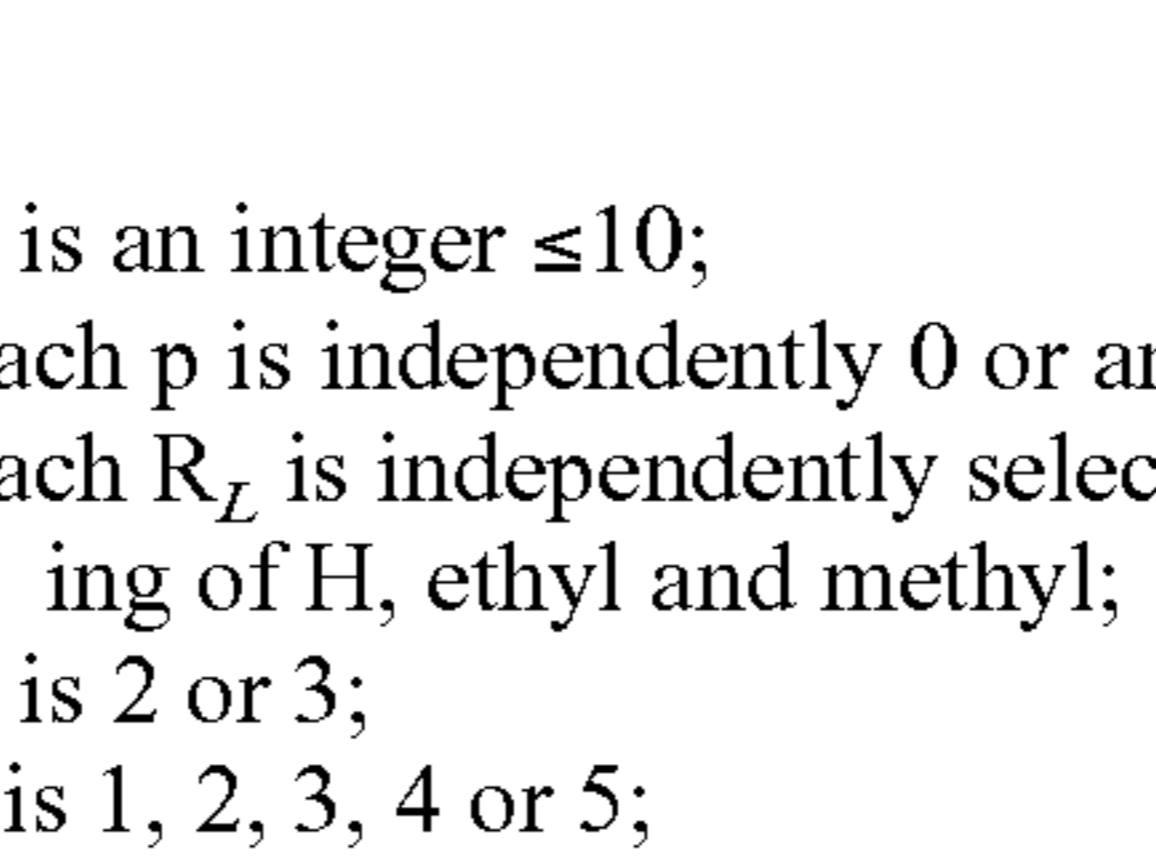 is an integer ≤10;
ach p is independently 0 or an
ach R_L is independently selec
ing of H, ethyl and methyl;
is 2 or 3;
is 1, 2, 3, 4 or 5;